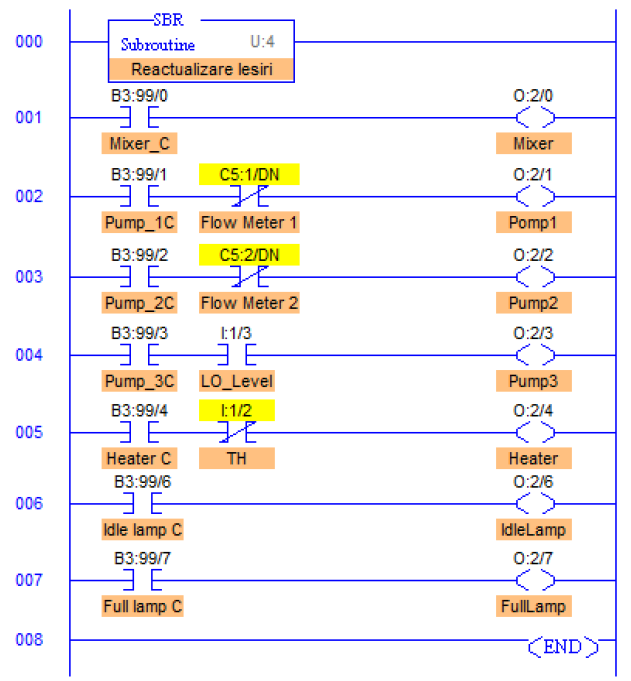 SBR
000 Subroutine U:4
Reactualizare Iesiri
B3:99/0 O:2/0
001
Mixer_C Mixer
B3:99/1 C5:1/DN O:2/1
002
Pump_1C Flow Meter 1 Pomp1
B3:99/2 C5:2/DN O:2/2
003
Pump_2C Flow Meter 2 Pump2
B3:99/3 I:1/3 O:2/3
004
Pump_3C LO_Level Pump3
B3:99/4 I:1/2 O:2/4
005
Heater C TH Heater
B3:99/6 O:2/6
006
Idle lamp C IdleLamp
B3:99/7 O:2/7
007
Full lamp C FullLamp
008 END